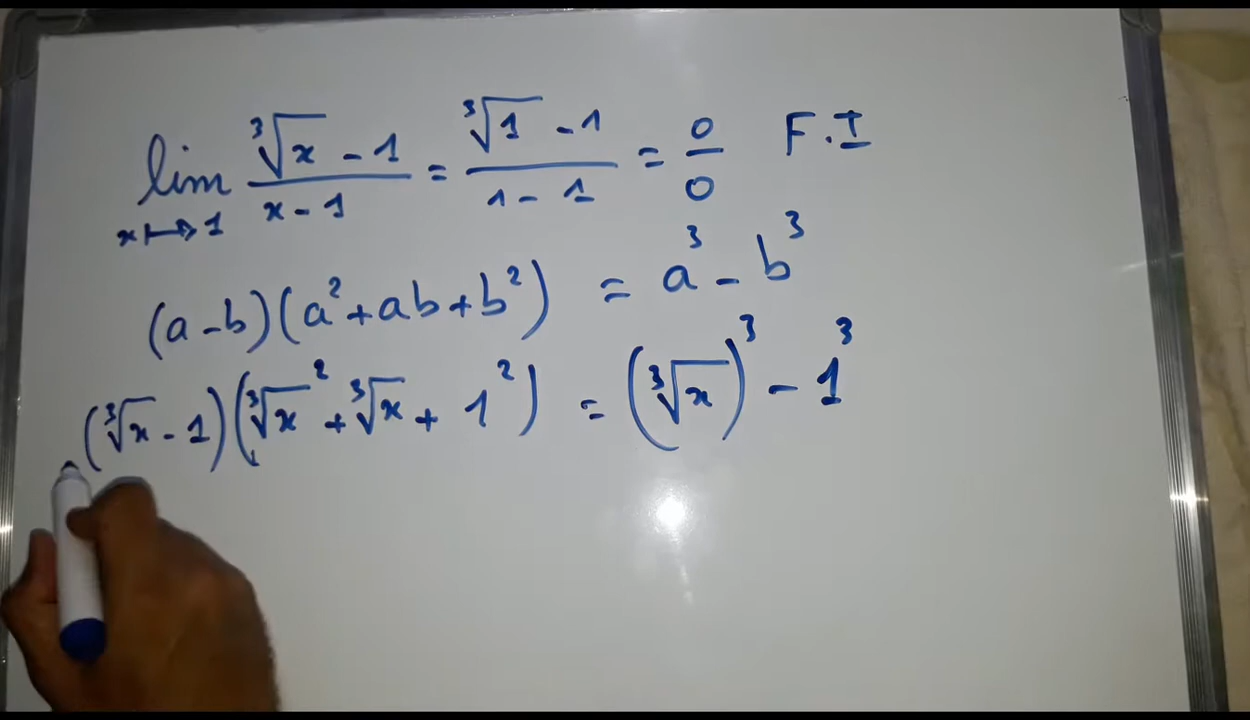 lim x↦1 (∛x - 1)/(x - 1) = (∛1 - 1)/(1 - 1) = 0/0 F.I
(a - b)(a² + ab + b²) = a³ - b³
(∛x - 1)(∛x² + ∛x + 1²) = (∛x)³ - 1³